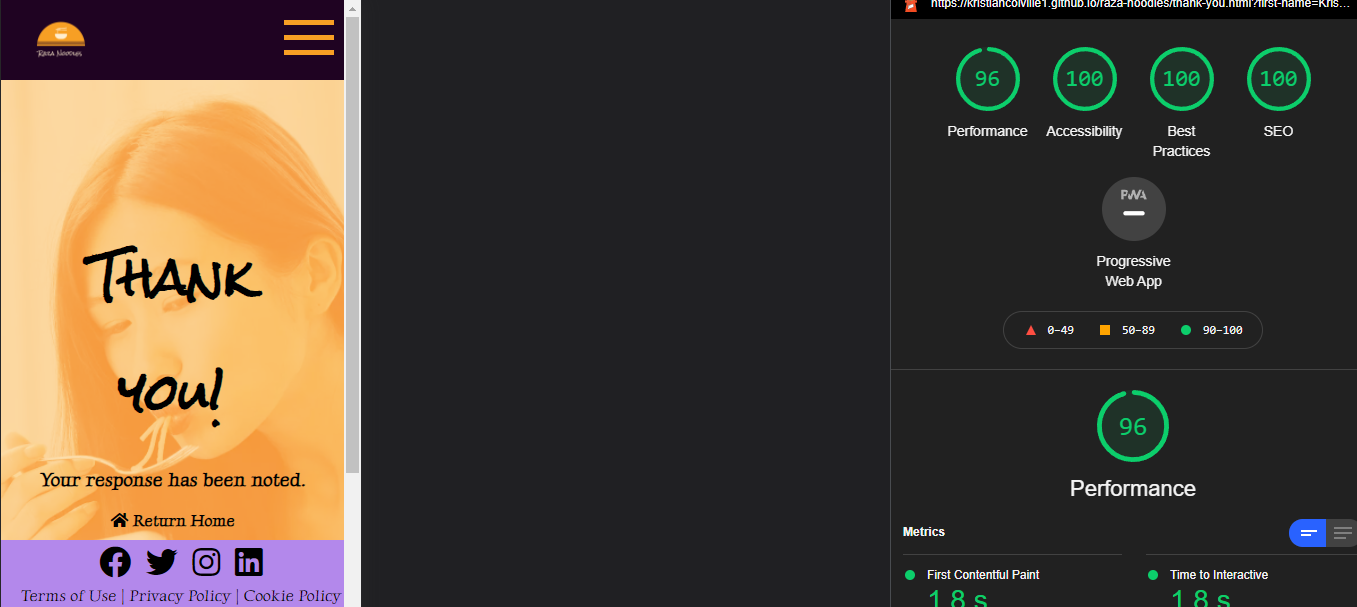 Raza Noodles
Thank
you!
Your response has been noted.
Return Home
Terms of Use | Privacy Policy | Cookie Policy
https://kristiancolville1.github.io/raza-noodles/thank-you.html?first-name=Kris…
96
100
100
100
Performance
Accessibility
Best
Practices
SEO
PWA
Progressive
Web App
0–49
50–89
90–100
96
Performance
Metrics
First Contentful Paint
1.8 s
Time to Interactive
1.8 s